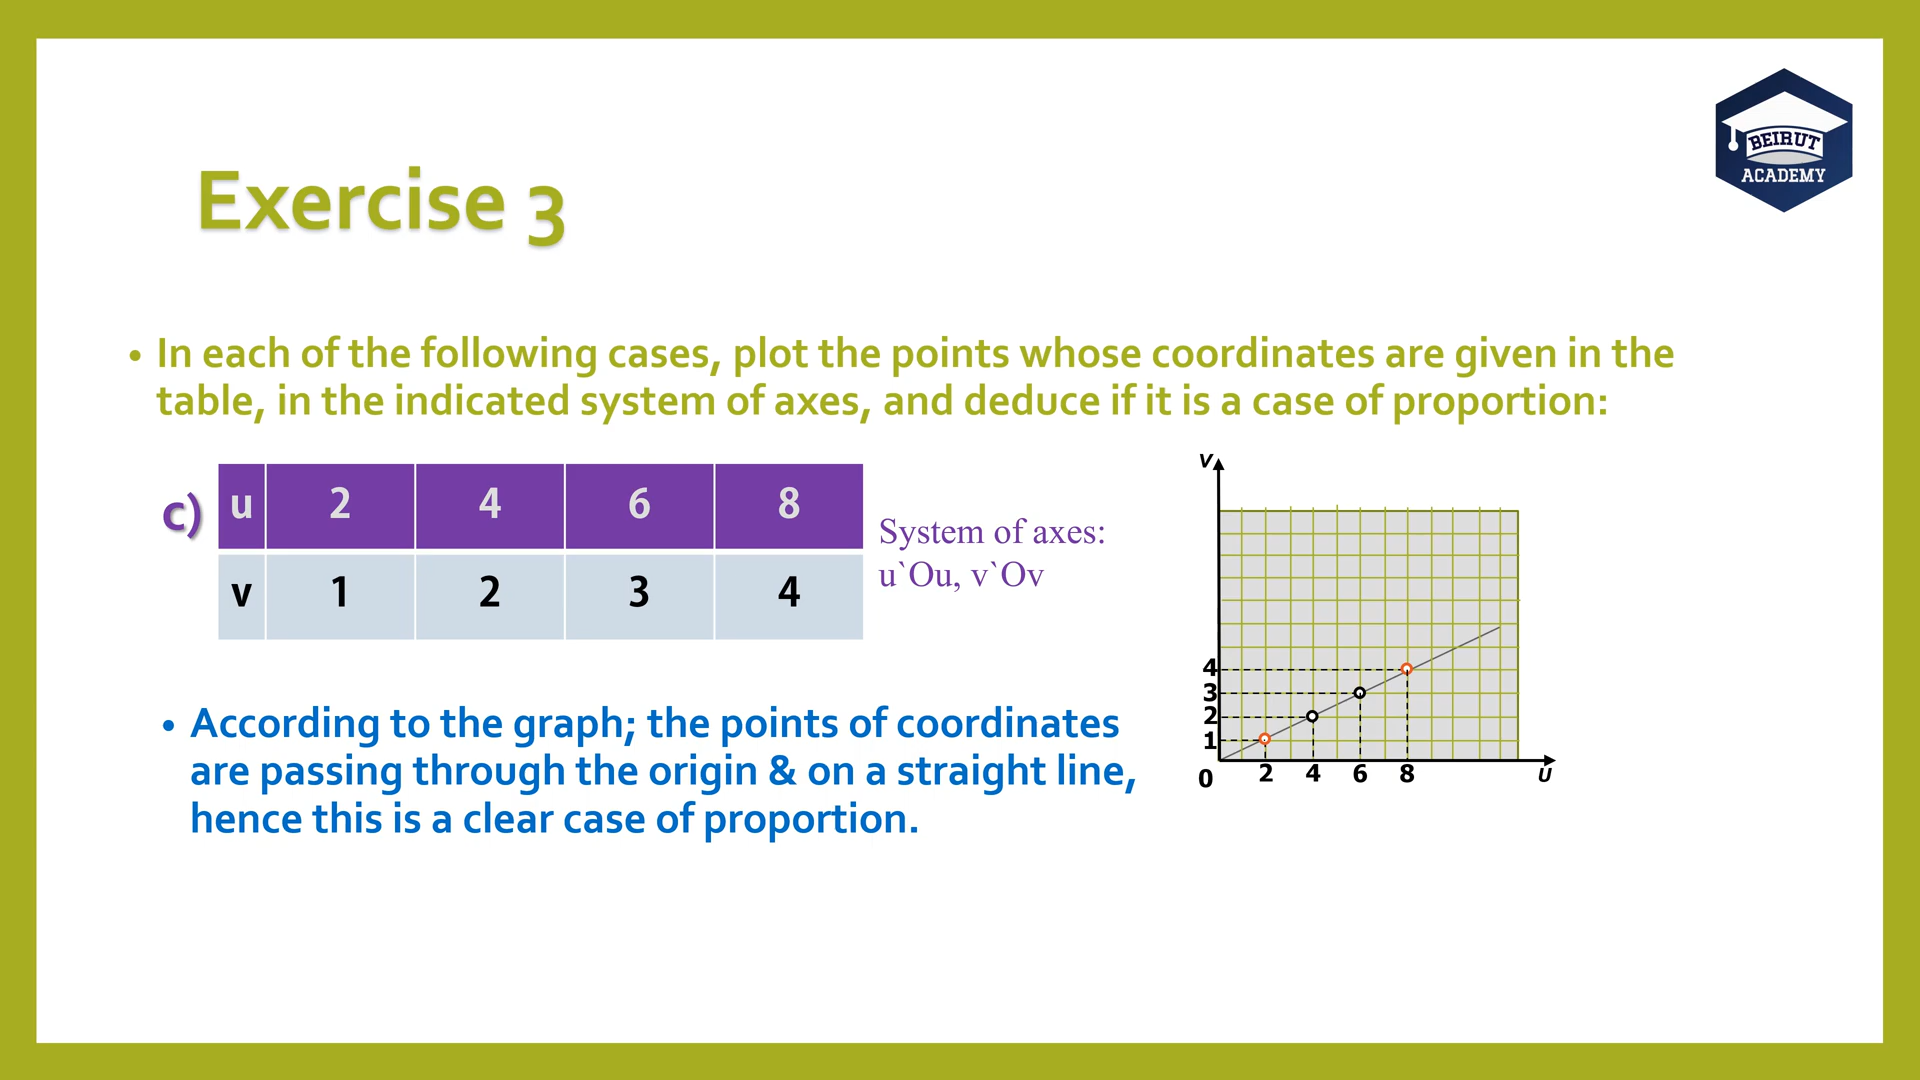 BEIRUT
ACADEMY
Exercise 3
• In each of the following cases, plot the points whose coordinates are given in the
table, in the indicated system of axes, and deduce if it is a case of proportion:
c)
u 2 4 6 8
v 1 2 3 4
System of axes:
u`Ou, v`Ov
• According to the graph; the points of coordinates
are passing through the origin & on a straight line,
hence this is a clear case of proportion.
V
4
3
2
1
0
2 4 6 8
U